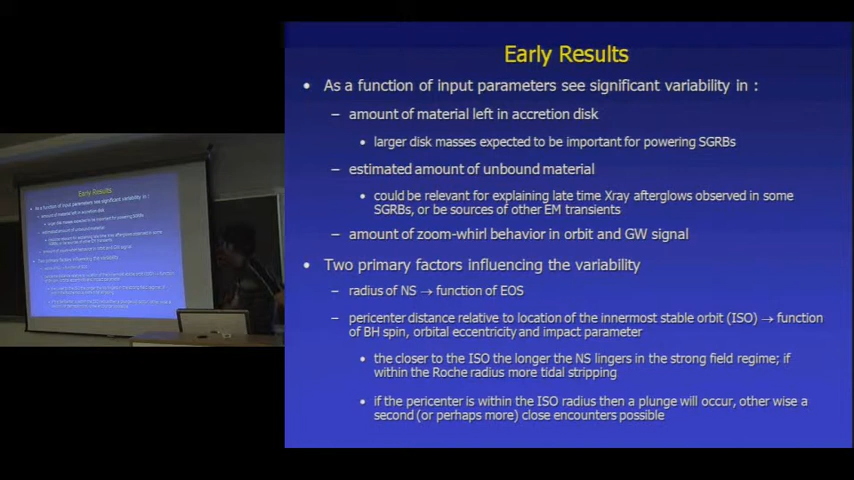 Early Results
• As a function of input parameters see significant variability in :
– amount of material left in accretion disk
• larger disk masses expected to be important for powering SGRBs
– estimated amount of unbound material
• could be relevant for explaining late time Xray afterglows observed in some
SGRBs, or be sources of other EM transients
– amount of zoom-whirl behavior in orbit and GW signal
• Two primary factors influencing the variability
– radius of NS → function of EOS
– pericenter distance relative to location of the innermost stable orbit (ISO) → function
of BH spin, orbital eccentricity and impact parameter
• the closer to the ISO the longer the NS lingers in the strong field regime; if
within the Roche radius more tidal stripping
• if the pericenter is within the ISO radius then a plunge will occur, other wise a
second (or perhaps more) close encounters possible
Early Results